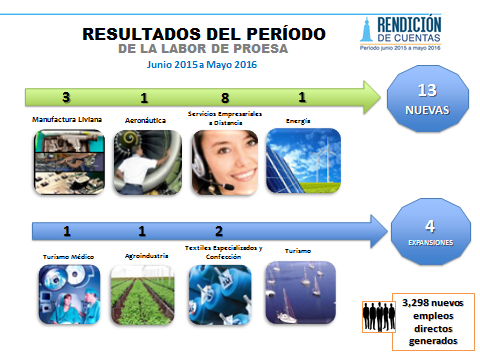 RESULTADOS DEL PERÍODO
DE LA LABOR DE PROESA
Junio 2015 a Mayo 2016
RENDICIÓN
DE CUENTAS
Período junio 2015 a mayo 2016
3
1
8
1
13
NUEVAS
Manufactura Liviana
Aeronáutica
Servicios Empresariales
a Distancia
Energía
1
1
2
4
EXPANSIONES
Turismo Médico
Agroindustria
Textiles Especializados y
Confección
Turismo
3,298 nuevos
empleos
directos
generados